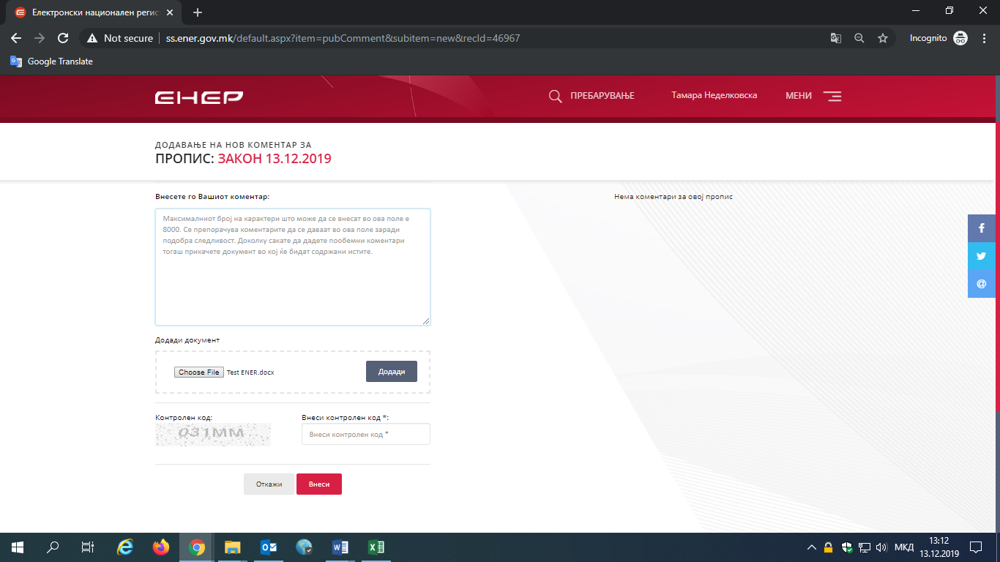 Електронски национален регис
Not secure
ss.ener.gov.mk/default.aspx?item=pubComment&subitem=new&recId=46967
Incognito
Google Translate
ЕНЕР
ПРЕБАРУВАЊЕ
Тамара Неделковска
МЕНИ
ДОДАВАЊЕ НА НОВ КОМЕНТАР ЗА
ПРОПИС: ЗАКОН 13.12.2019
Внесете го Вашиот коментар:
Нема коментари за овој пропис
Максималниот број на карактери што може да се внесат во ова поле е
8000. Се препорачува коментарите да се даваат во ова поле заради
подобра следливост. Доколку сакате да дадете пообемни коментари
тогаш прикачете документ во кој ќе бидат содржани истите.
Додади документ
Choose File Test ENER.docx
Додади
Контролен код:
Внеси контролен код *:
031MM
Внеси контролен код *
Откажи
Внеси
МКД
13:12
13.12.2019